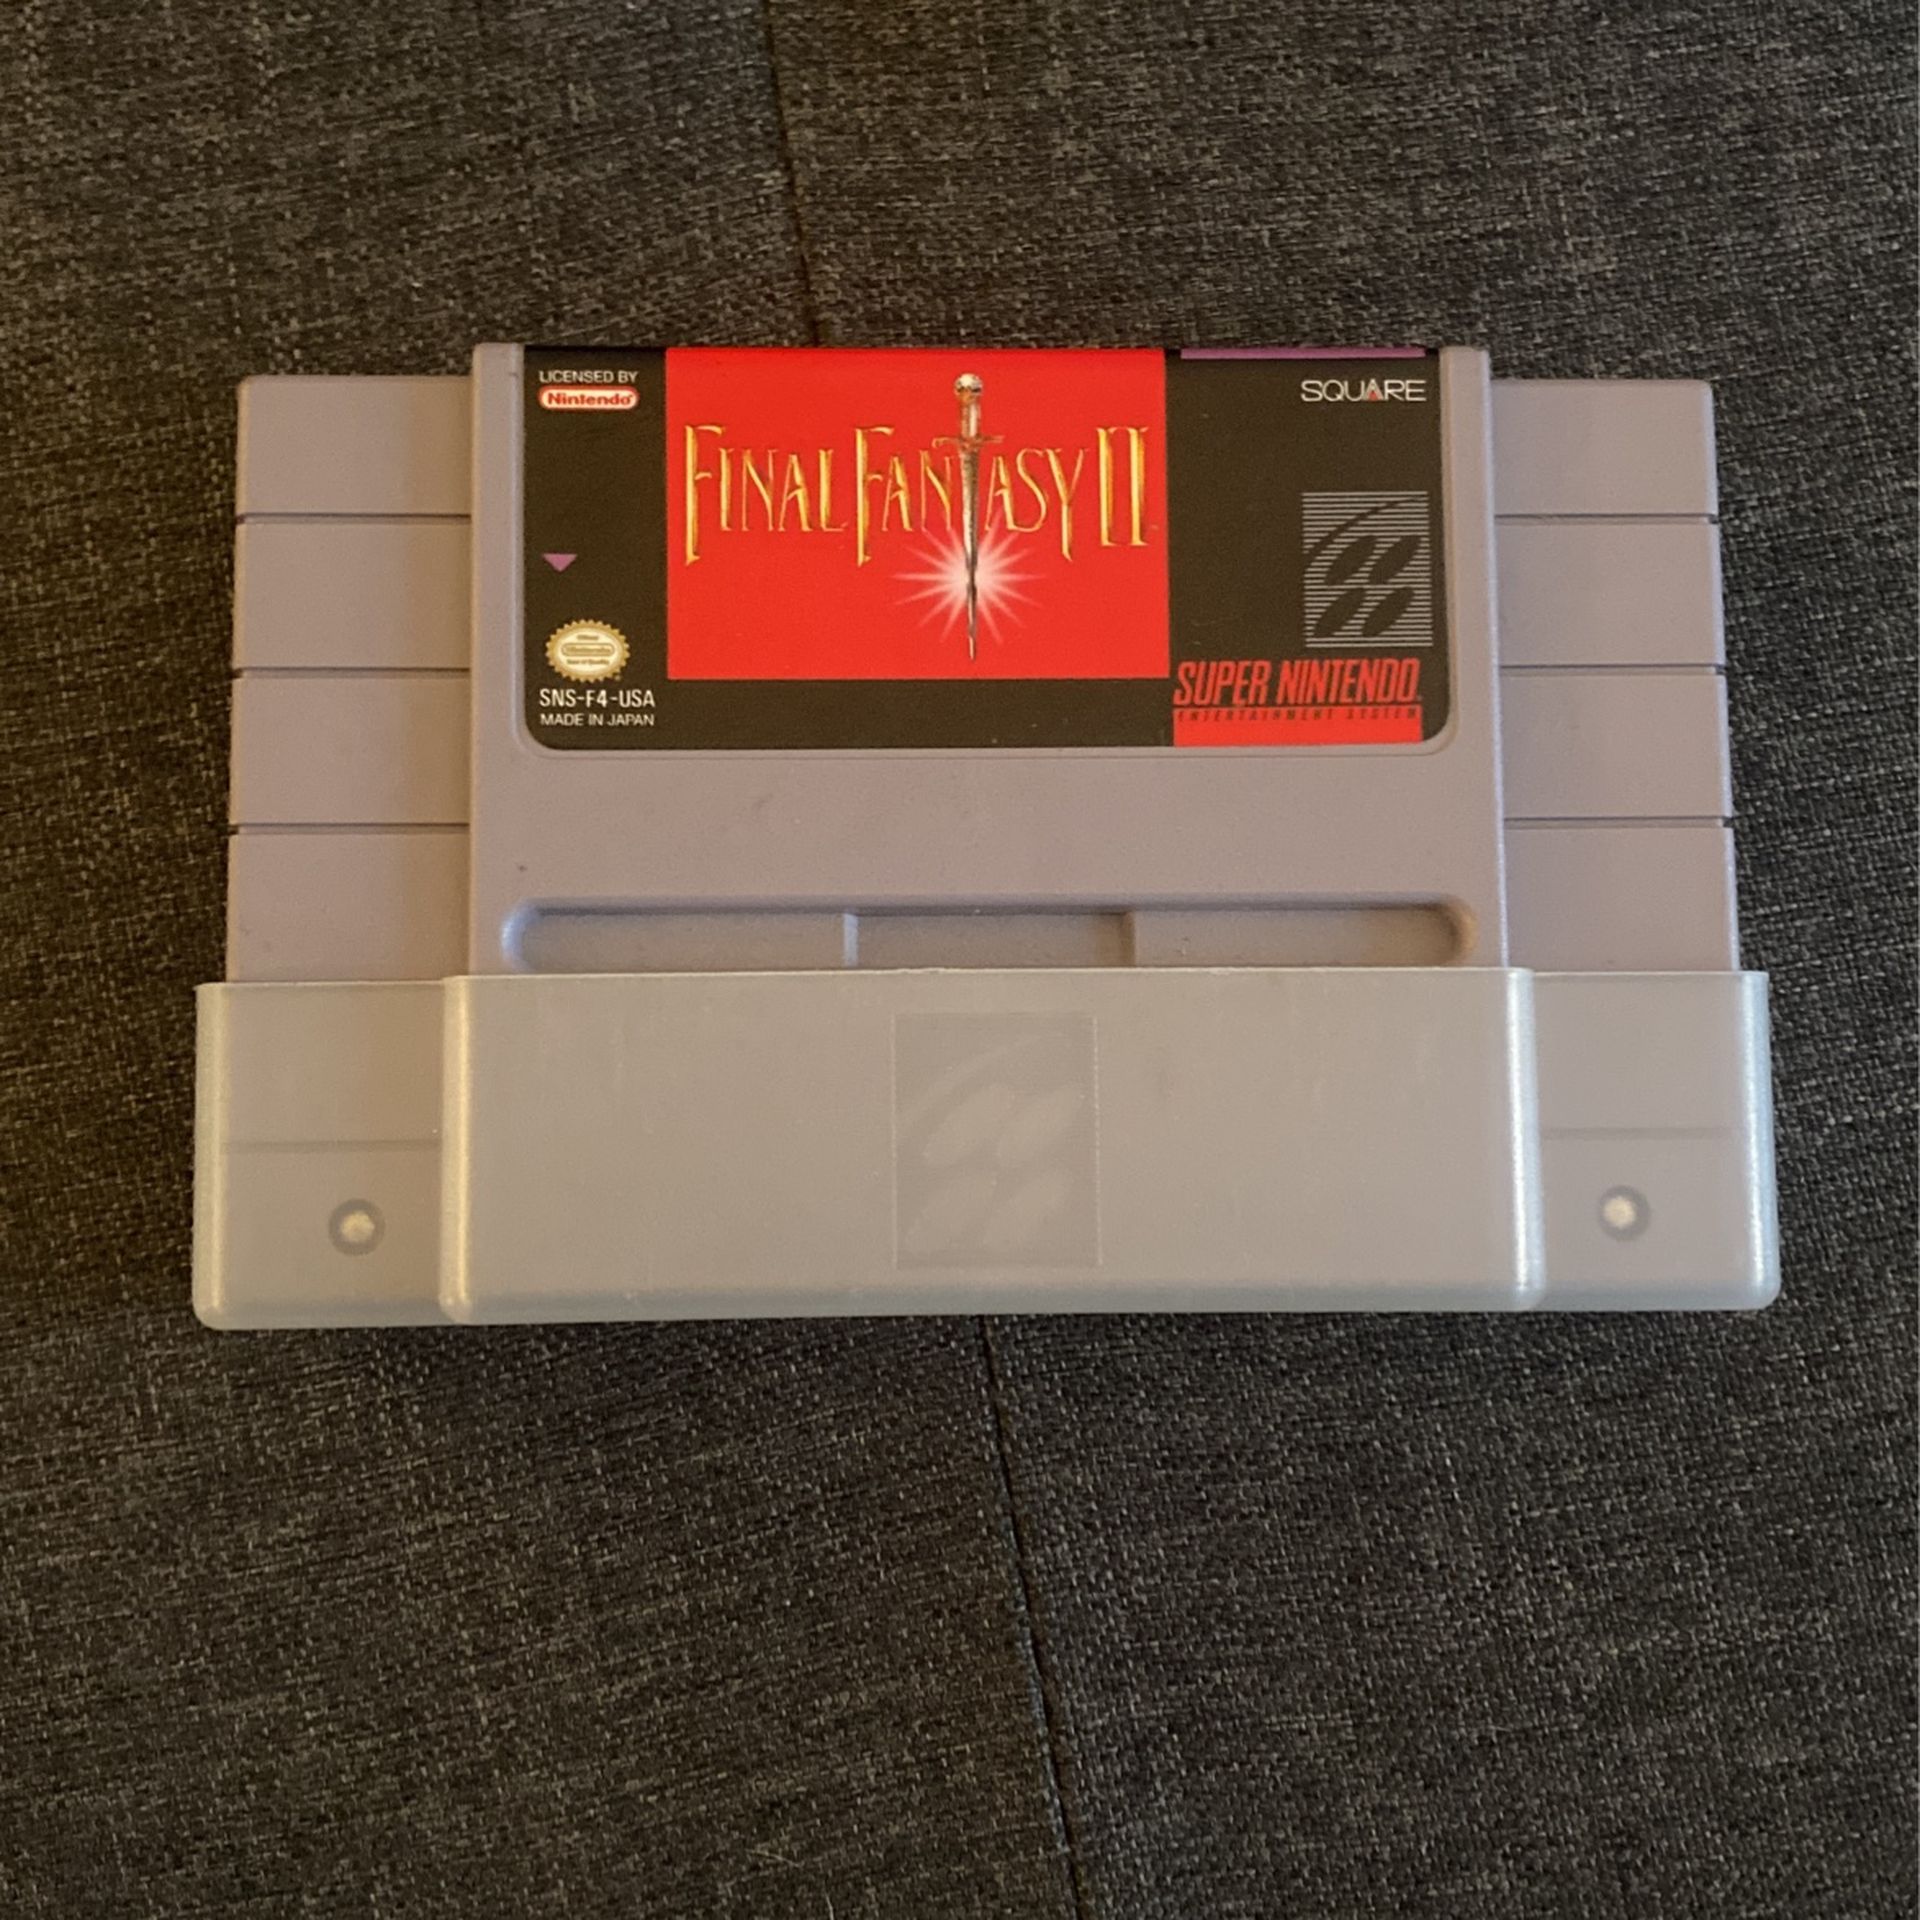 LICENSED BY
Nintendo
FINAL FANTASY II
SQUARE
SNS-F4-USA
MADE IN JAPAN
SUPER NINTENDO
ENTERTAINMENT SYSTEM